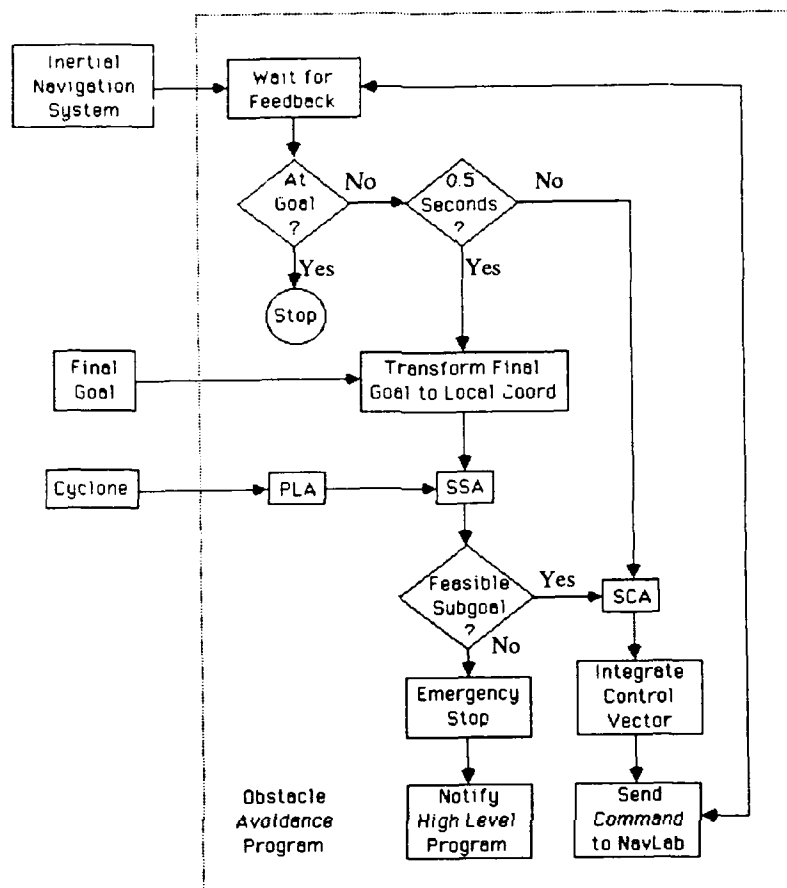 Inertial
Navigation
System
Wait for
Feedback
At
Goal
?
No
0.5
Seconds
?
No
Yes
Stop
Yes
Final
Goal
Transform Final
Goal to Local Coord
Cyclone
PLA
SSA
Feasible
Subgoal
?
Yes
SCA
No
Emergency
Stop
Integrate
Control
Vector
Obstacle
Avoidance
Program
Notify
High Level
Program
Send
Command
to NavLab